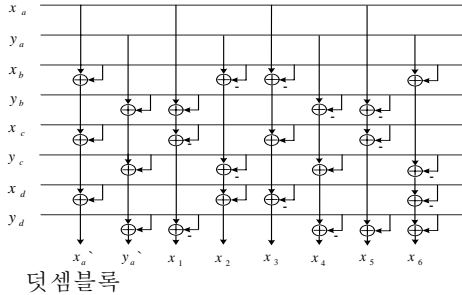 x a
y a
x b
y b
x c
y c
x d
y d
- - - - - - - - - - - -
x a ` y a ` x 1 x 2 x 3 x 4 x 5 x 6
덧셈블록